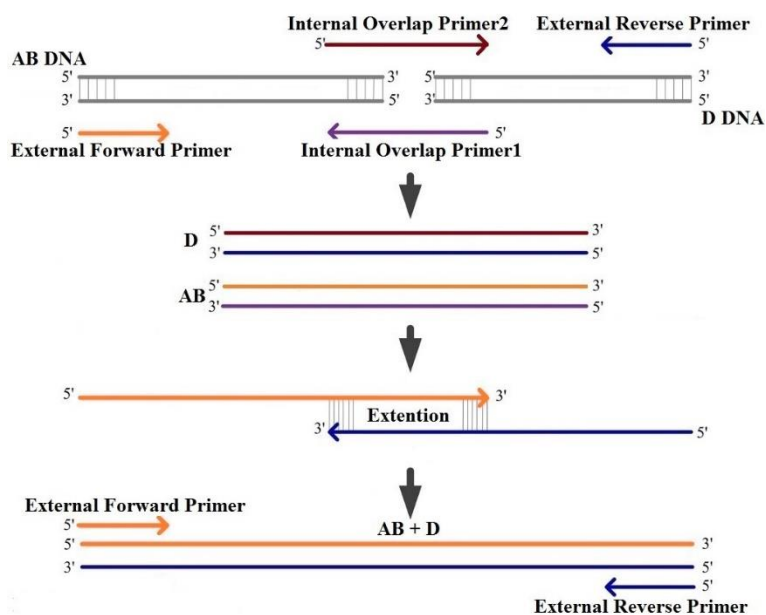 Internal Overlap Primer2
External Reverse Primer
5'
5'
AB DNA
5'
3'
5'
3'
3'
5'
3'
5'
D DNA
5'
5'
External Forward Primer
Internal Overlap Primer1
D
5'
3'
3'
5'
AB
5'
3'
3'
5'
5'
3'
Extention
3'
5'
External Forward Primer
5'
AB + D
5'
3'
3'
5'
5'
External Reverse Primer